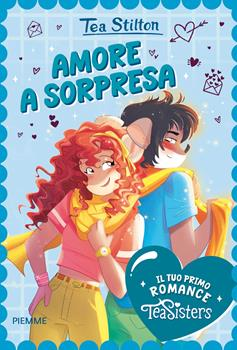 Tea Stilton
AMORE
A SORPRESA
IL TUO PRIMO
ROMANCE
TeaSisters
PIEMME